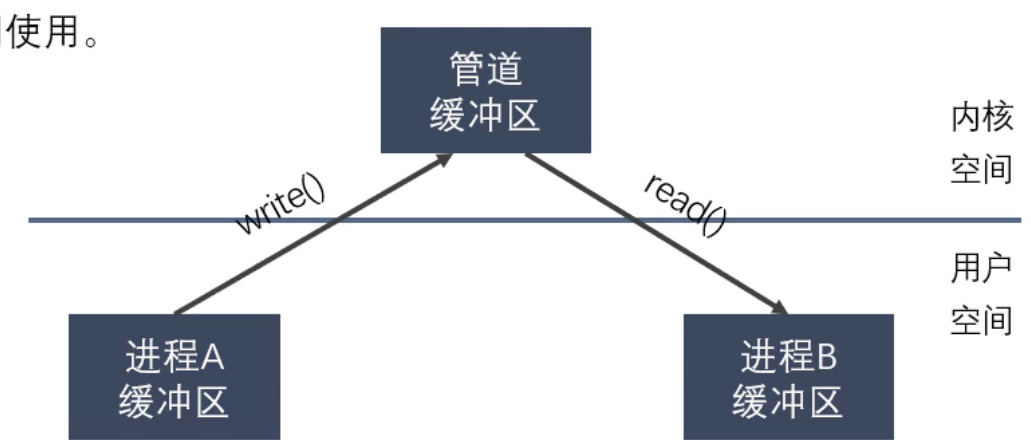 使用。
管道
缓冲区
内核
空间
write()
read()
用户
空间
进程A
缓冲区
进程B
缓冲区